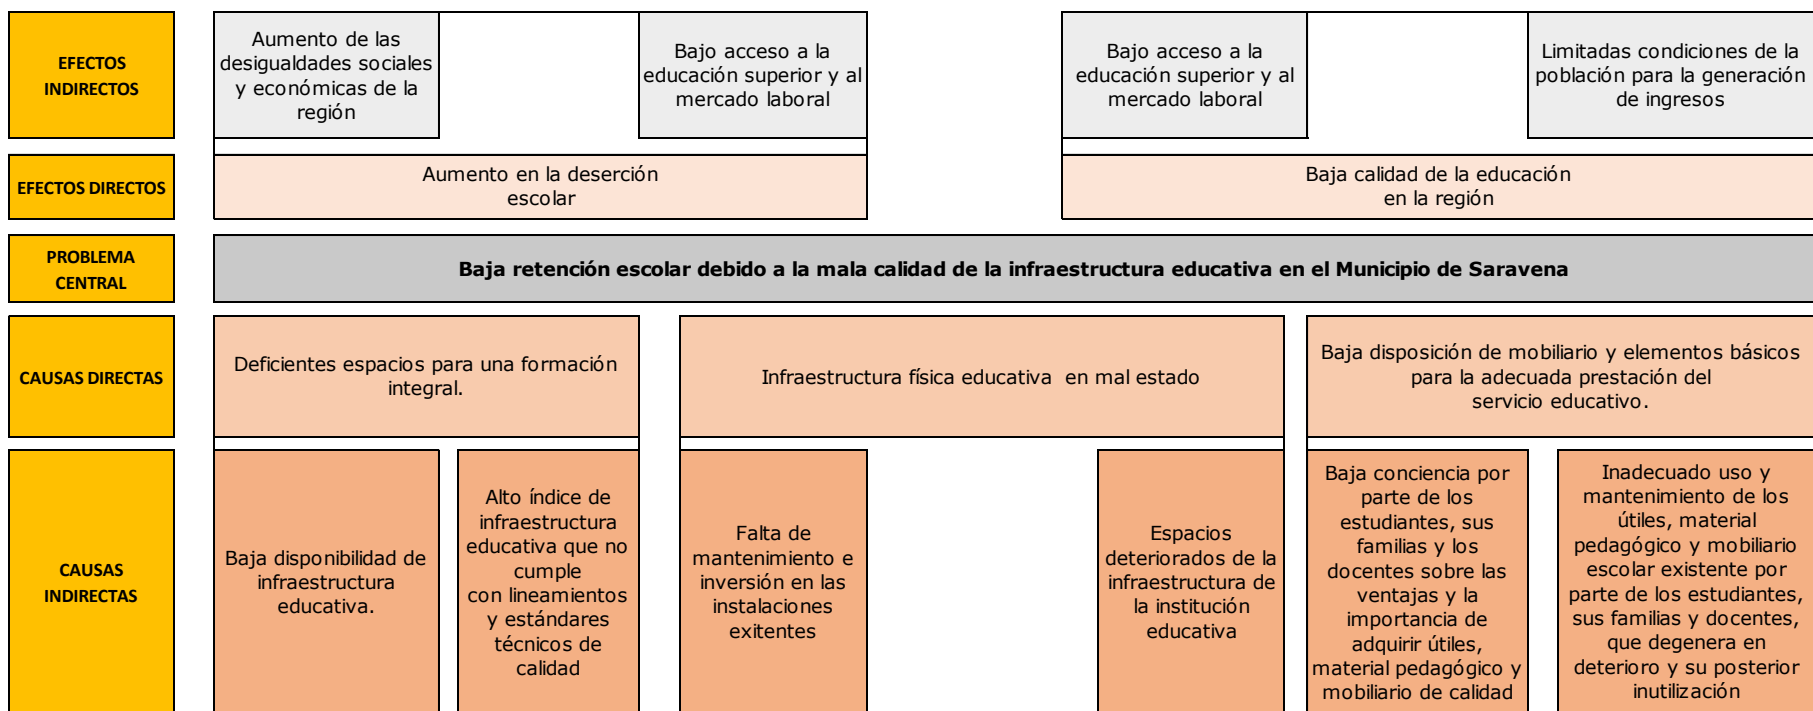 EFECTOS
INDIRECTOS
Aumento de las
desigualdades sociales
y económicas de la
región
Bajo acceso a la
educación superior y al
mercado laboral
Bajo acceso a la
educación superior y al
mercado laboral
Limitadas condiciones de la
población para la generación
de ingresos
EFECTOS DIRECTOS
Aumento en la deserción
escolar
Baja calidad de la educación
en la región
PROBLEMA
CENTRAL
Baja retención escolar debido a la mala calidad de la infraestructura educativa en el Municipio de Saravena
CAUSAS DIRECTAS
Deficientes espacios para una formación
integral.
Infraestructura física educativa  en mal estado
Baja disposición de mobiliario y elementos básicos
para la adecuada prestación del
servicio educativo.
CAUSAS
INDIRECTAS
Baja disponibilidad de
infraestructura
educativa.
Alto índice de
infraestructura
educativa que no
cumple
con lineamientos
y estándares
técnicos de
calidad
Falta de
mantenimiento e
inversión en las
instalaciones
exitentes
Espacios
deteriorados de la
infraestructura de
la institución
educativa
Baja conciencia por
parte de los
estudiantes, sus
familias y los
docentes sobre las
ventajas y la
importancia de
adquirir útiles,
material pedagógico y
mobiliario de calidad
Inadecuado uso y
mantenimiento de los
útiles, material
pedagógico y mobiliario
escolar existente por
parte de los estudiantes,
sus familias y docentes,
que degenera en
deterioro y su posterior
inutilización